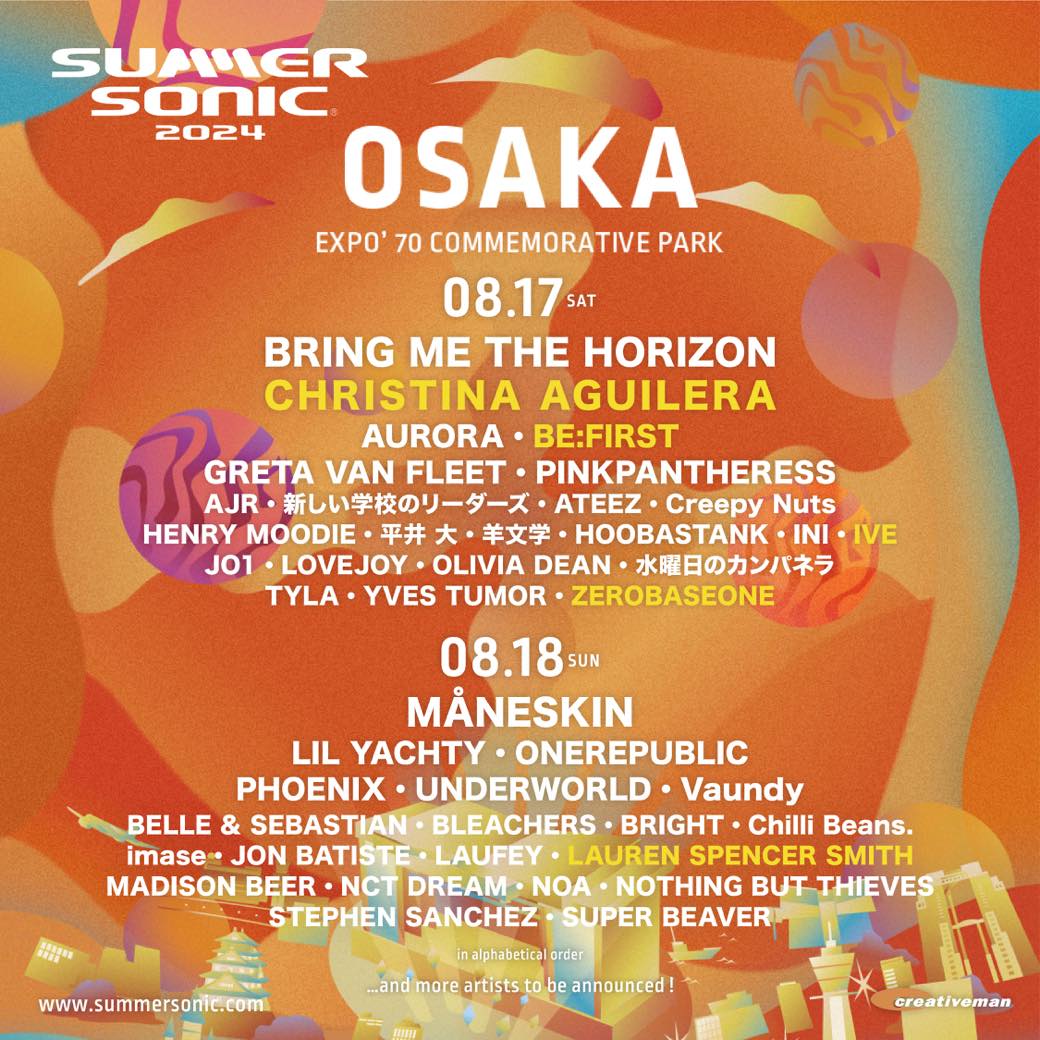 SUMMER
SONIC®
2024
OSAKA
EXPO' 70 COMMEMORATIVE PARK
08.17 SAT
BRING ME THE HORIZON
CHRISTINA AGUILERA
AURORA・BE:FIRST
GRETA VAN FLEET・PINKPANTHERESS
AJR・新しい学校のリーダーズ・ATEEZ・Creepy Nuts
HENRY MOODIE・平井 大・羊文学・HOOBASTANK・INI・IVE
JO1・LOVEJOY・OLIVIA DEAN・水曜日のカンパネラ
TYLA・YVES TUMOR・ZEROBASEONE
08.18 SUN
MÅNESKIN
LIL YACHTY・ONEREPUBLIC
PHOENIX・UNDERWORLD・Vaundy
BELLE & SEBASTIAN・BLEACHERS・BRIGHT・Chilli Beans.
imase・JON BATISTE・LAUFEY・LAUREN SPENCER SMITH
MADISON BEER・NCT DREAM・NOA・NOTHING BUT THIEVES
STEPHEN SANCHEZ・SUPER BEAVER
in alphabetical order
...and more artists to be announced !
www.summersonic.com
creativeman